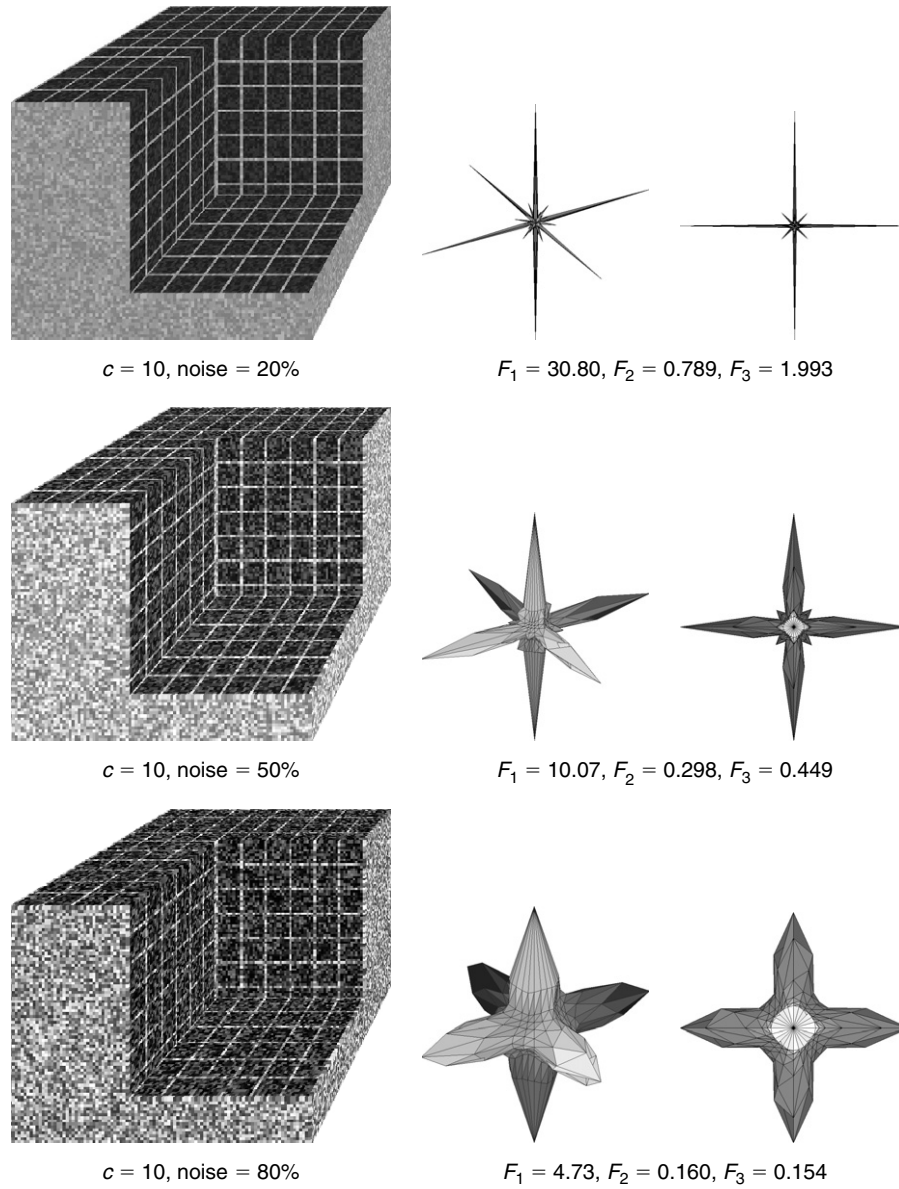 c = 10, noise = 20%
F1 = 30.80, F2 = 0.789, F3 = 1.993
c = 10, noise = 50%
F1 = 10.07, F2 = 0.298, F3 = 0.449
c = 10, noise = 80%
F1 = 4.73, F2 = 0.160, F3 = 0.154